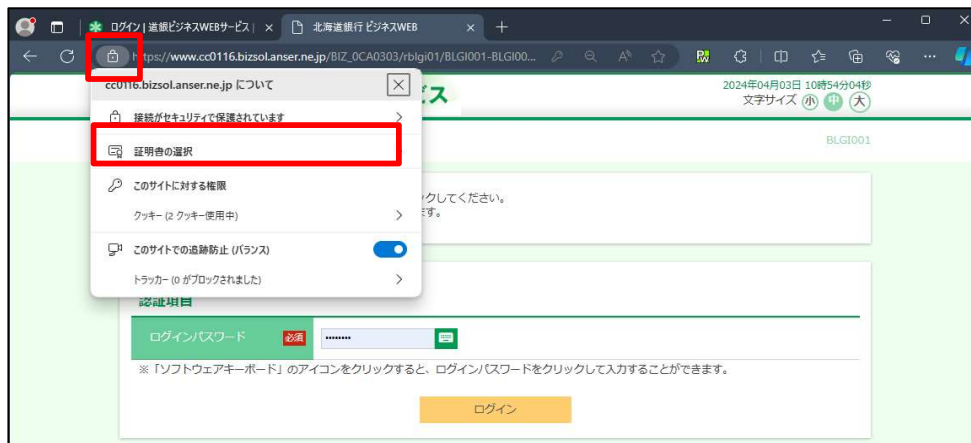 ログイン | 道銀ビジネスWEBサービス |
北海道銀行 ビジネスWEB
https://www.cc0116.bizsol.anser.ne.jp/BIZ_0CA0303/rblgi01/BLGI001-BLGI00...
cc0116.bizsol.anser.ne.jp について
ビス
2024年04月03日 10時54分04秒
文字サイズ 小 中 大
接続がセキュリティで保護されています
証明書の選択
BLGI001
このサイトに対する権限
ックしてください。
クッキー (2 クッキー使用中)
ます。
このサイトでの追跡防止 (バランス)
トラッカー (0 がブロックされました)
認証項目
ログインパスワード 必須 ••••••••
※「ソフトウェアキーボード」のアイコンをクリックすると、ログインパスワードをクリックして入力することができます。
ログイン